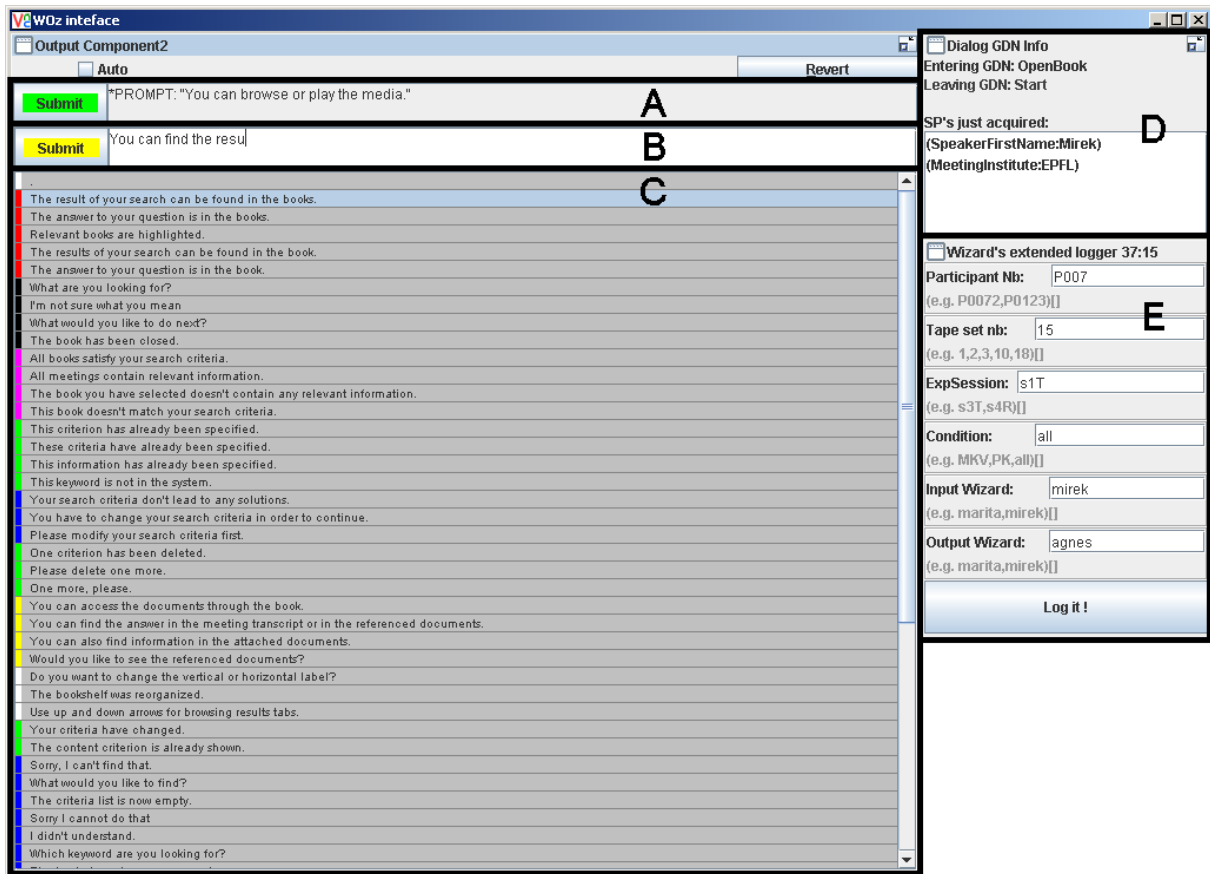 WOz inteface
Output Component2
Auto
Revert
Submit
*PROMPT: "You can browse or play the media."
A
Submit
You can find the resu
B
C
.
The result of your search can be found in the books.
The answer to your question is in the books.
Relevant books are highlighted.
The results of your search can be found in the book.
The answer to your question is in the book.
What are you looking for?
I'm not sure what you mean
What would you like to do next?
The book has been closed.
All books satisfy your search criteria.
All meetings contain relevant information.
The book you have selected doesn't contain any relevant information.
This book doesn't match your search criteria.
This criterion has already been specified.
These criteria have already been specified.
This information has already been specified.
This keyword is not in the system.
Your search criteria don't lead to any solutions.
You have to change your search criteria in order to continue.
Please modify your search criteria first.
One criterion has been deleted.
Please delete one more.
One more, please.
You can access the documents through the book.
You can find the answer in the meeting transcript or in the referenced documents.
You can also find information in the attached documents.
Would you like to see the referenced documents?
Do you want to change the vertical or horizontal label?
The bookshelf was reorganized.
Use up and down arrows for browsing results tabs.
Your criteria have changed.
The content criterion is already shown.
Sorry, I can't find that.
What would you like to find?
The criteria list is now empty.
Sorry I cannot do that
I didn't understand.
Which keyword are you looking for?
Dialog GDN Info
Entering GDN: OpenBook
Leaving GDN: Start
SP's just acquired:
D
(SpeakerFirstName:Mirek)
(MeetingInstitute:EPFL)
Wizard's extended logger 37:15
Participant Nb: P007
(e.g. P0072,P0123)[]
E
Tape set nb: 15
(e.g. 1,2,3,10,18)[]
ExpSession: s1T
(e.g. s3T,s4R)[]
Condition: all
(e.g. MKV,PK,all)[]
Input Wizard: mirek
(e.g. marita,mirek)[]
Output Wizard: agnes
(e.g. marita,mirek)[]
Log it !